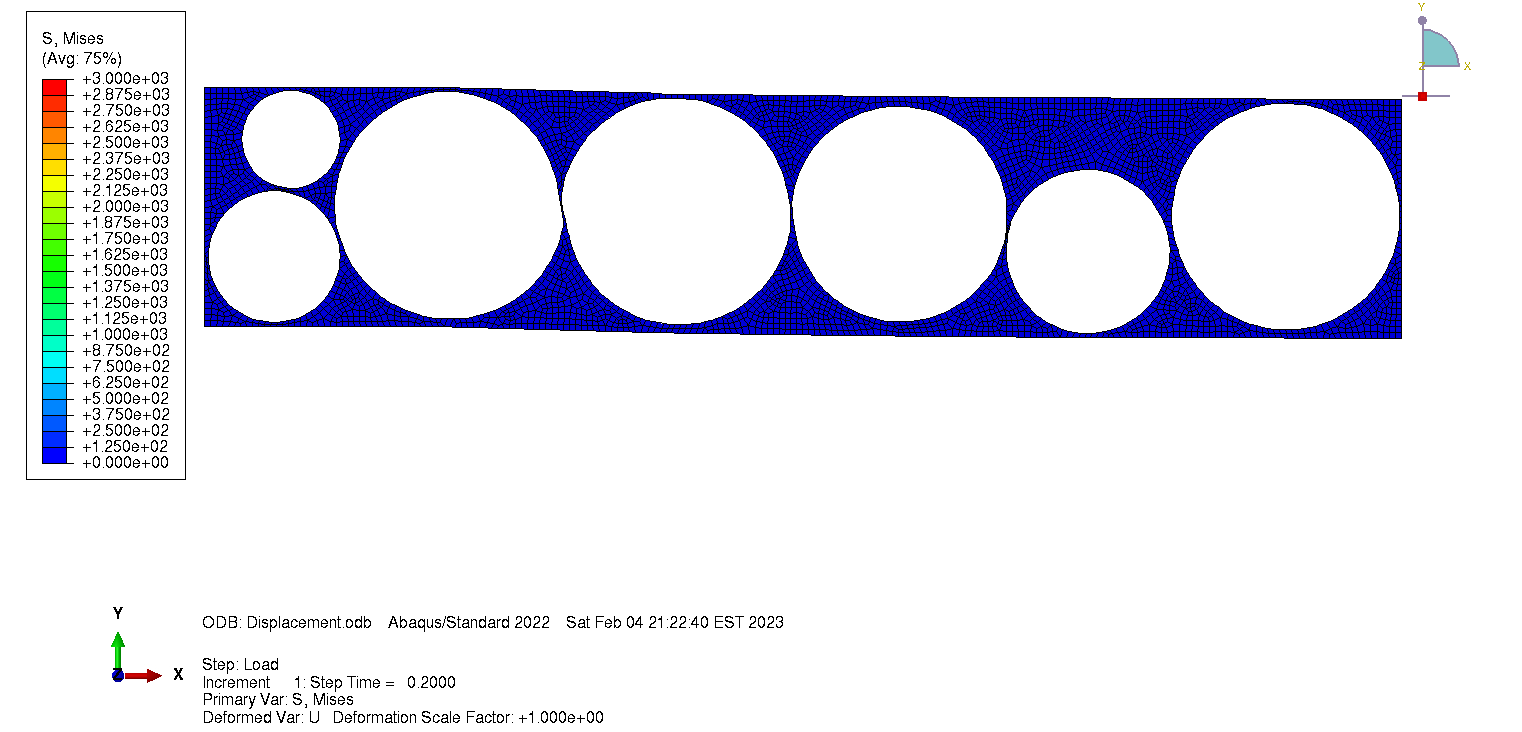 S, Mises
(Avg: 75%)
+3.000e+03
+2.875e+03
+2.750e+03
+2.625e+03
+2.500e+03
+2.375e+03
+2.250e+03
+2.125e+03
+2.000e+03
+1.875e+03
+1.750e+03
+1.625e+03
+1.500e+03
+1.375e+03
+1.250e+03
+1.125e+03
+1.000e+03
+8.750e+02
+7.500e+02
+6.250e+02
+5.000e+02
+3.750e+02
+2.500e+02
+1.250e+02
+0.000e+00
Y
Z X
Y
Z X
ODB: Displacement.odb Abaqus/Standard 2022 Sat Feb 04 21:22:40 EST 2023
Step: Load
Increment 1: Step Time = 0.2000
Primary Var: S, Mises
Deformed Var: U Deformation Scale Factor: +1.000e+00